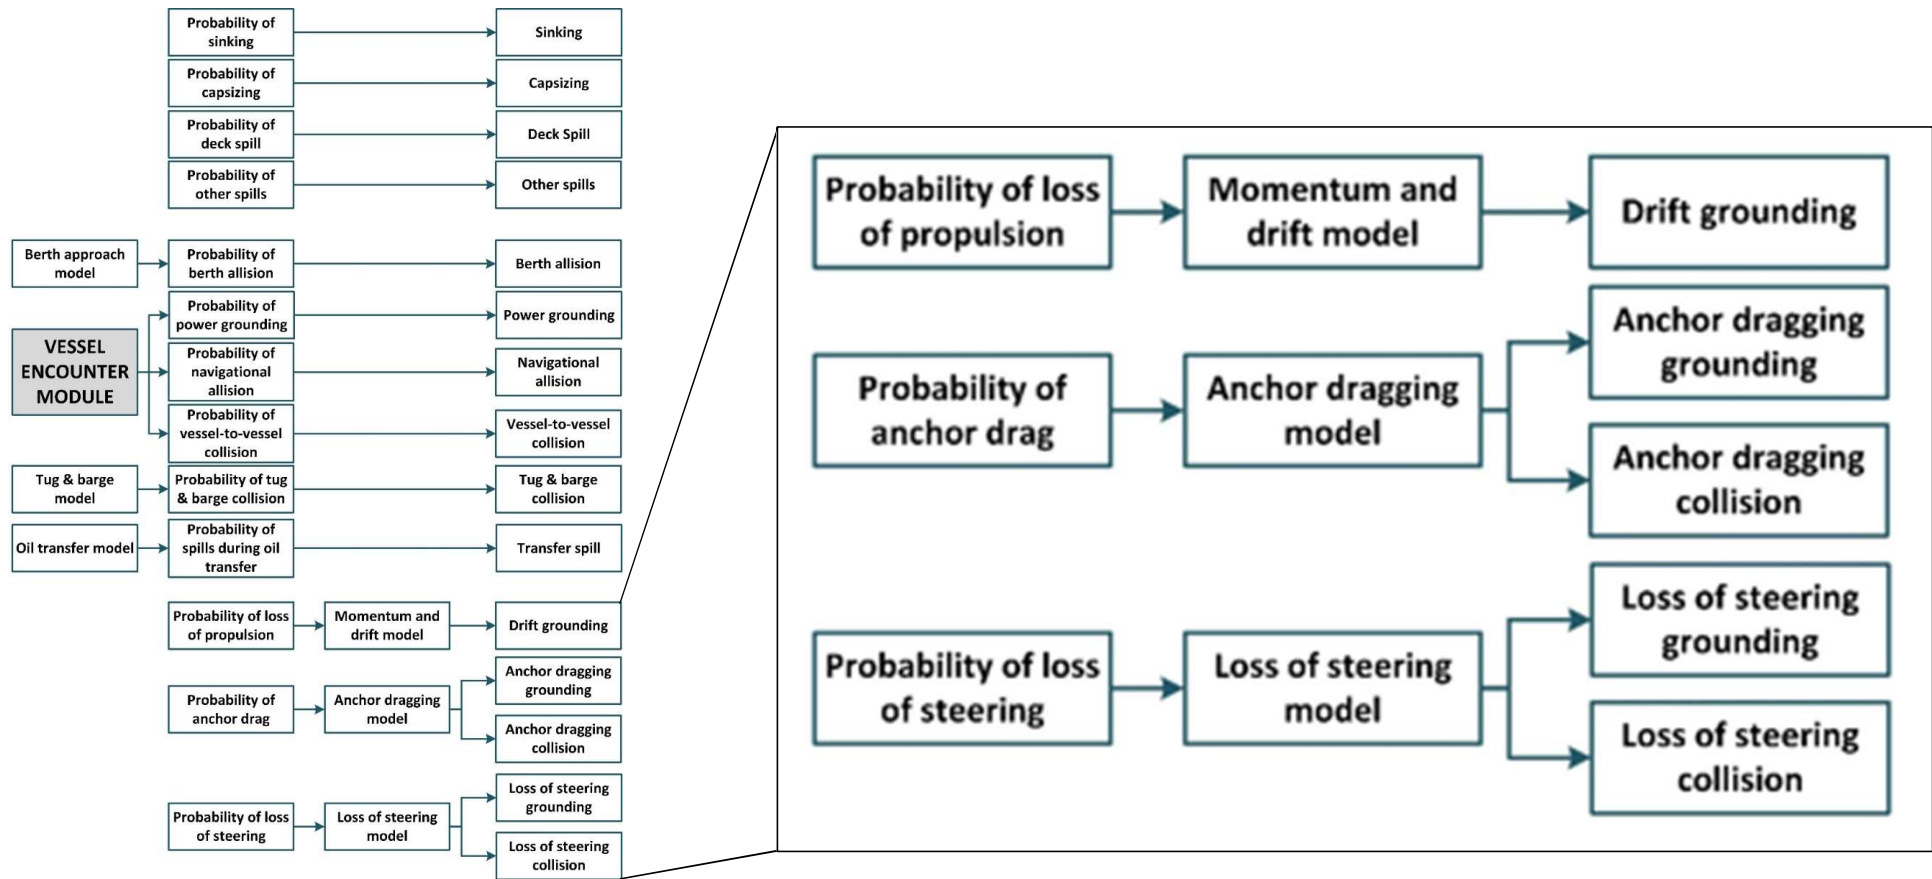 Probability of
sinking
Sinking
Probability of
capsizing
Capsizing
Probability of
deck spill
Deck Spill
Probability of
other spills
Other spills
Berth approach
model
Probability of
berth allision
Berth allision
VESSEL
ENCOUNTER
MODULE
Probability of
power grounding
Power grounding
Probability of
navigational
allision
Navigational
allision
Probability of
vessel-to-vessel
collision
Vessel-to-vessel
collision
Tug & barge
model
Probability of tug
& barge collision
Tug & barge
collision
Oil transfer model
Probability of
spills during oil
transfer
Transfer spill
Probability of loss
of propulsion
Momentum and
drift model
Drift grounding
Probability of
anchor drag
Anchor dragging
model
Anchor dragging
grounding
Anchor dragging
collision
Probability of loss
of steering
Loss of steering
model
Loss of steering
grounding
Loss of steering
collision
Probability of loss
of propulsion
Momentum and
drift model
Drift grounding
Probability of
anchor drag
Anchor dragging
model
Anchor dragging
grounding
Anchor dragging
collision
Probability of loss
of steering
Loss of steering
model
Loss of steering
grounding
Loss of steering
collision